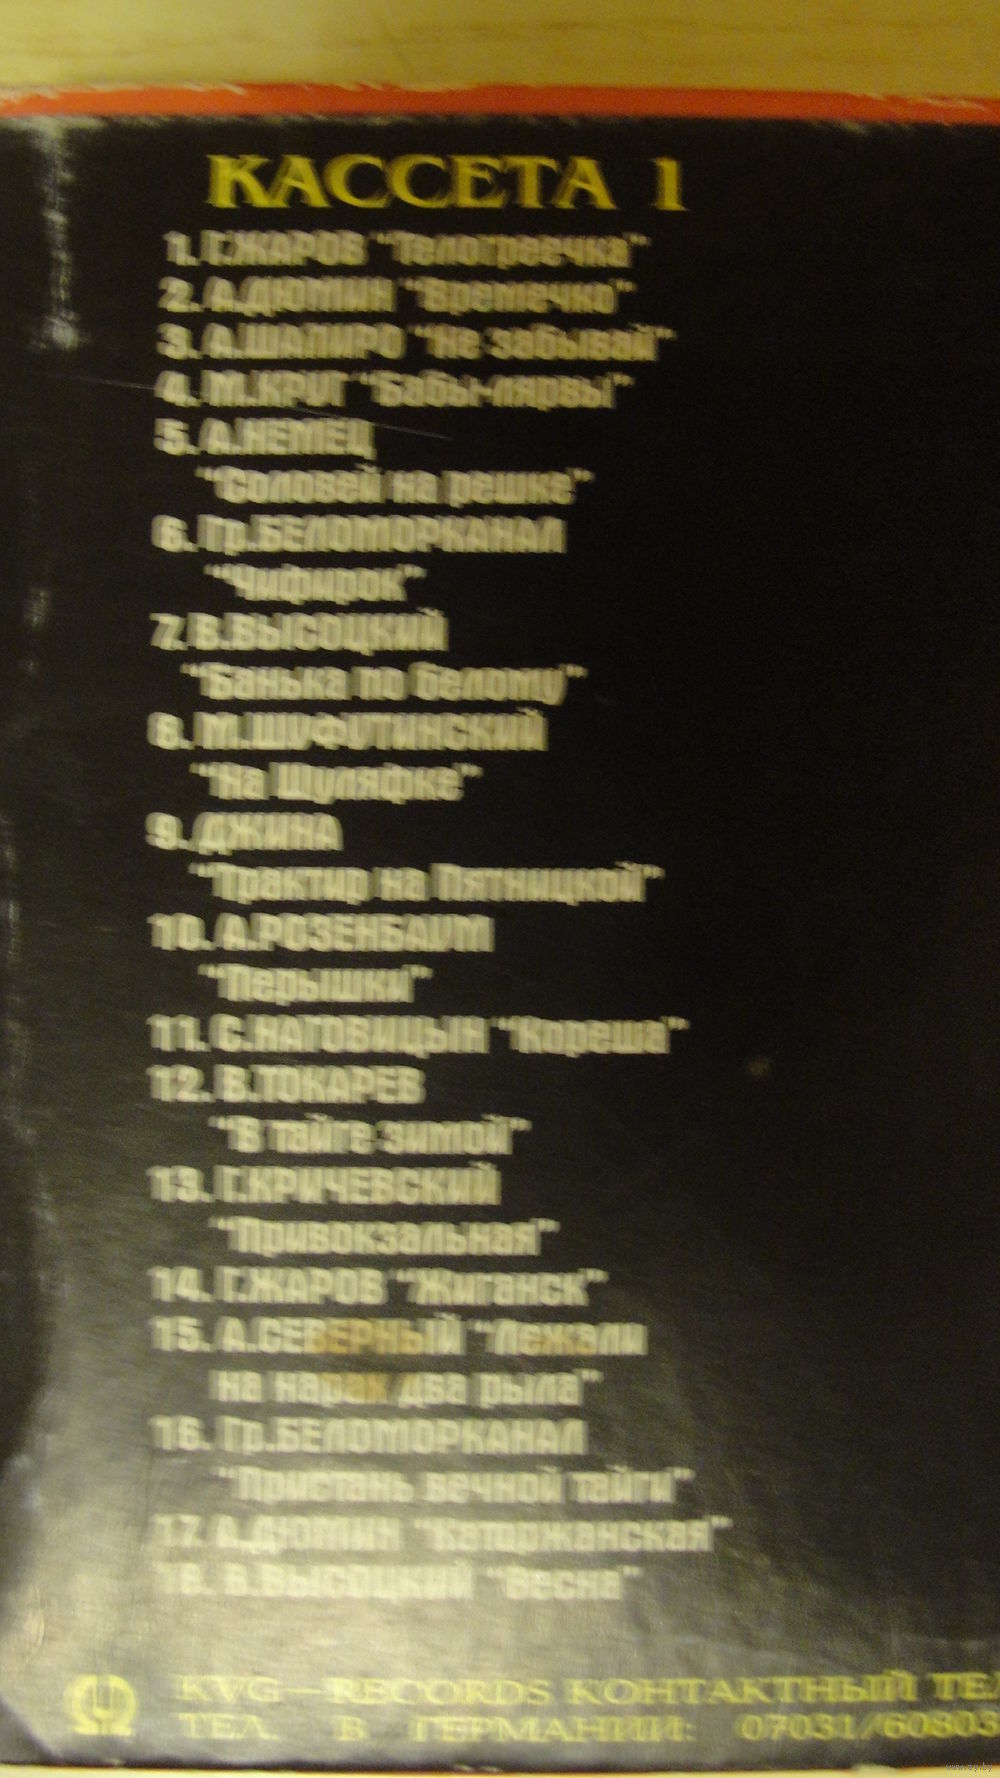 КАССЕТА 1
1. Г.ЖАРОВ "Телогреечка"
2. А.ДЮМИН "Времечко"
3. А.ШАПИРО "Не забывай"
4. М.КРУГ "Бабы-лярвы"
5. А.НЕМЕЦ
"Соловей на решке"
6. Гр.БЕЛОМОРКАНАЛ
"Чифирок"
7. В.ВЫСОЦКИЙ
"Банька по белому"
8. М.ШУФУТИНСКИЙ
"На Шуляфке"
9. ДЖИНА
"Трактир на Пятницкой"
10. А.РОЗЕНБАУМ
"Перышки"
11. С.НАГОВИЦЫН "Кореша"
12. В.ТОКАРЕВ
"В тайге зимой"
13. Г.КРИЧЕВСКИЙ
"Привокзальная"
14. Г.ЖАРОВ "Жиганск"
15. А.СЕВЕРНЫЙ "Лежали
на нарах два рыла"
16. Гр.БЕЛОМОРКАНАЛ
"Пристань вечной тайги"
17. А.ДЮМИН "Каторжанская"
18. В.ВЫСОЦКИЙ "Весна"
KVG—RECORDS КОНТАКТНЫЙ ТЕЛ
ТЕЛ. В ГЕРМАНИИ: 07031/60803